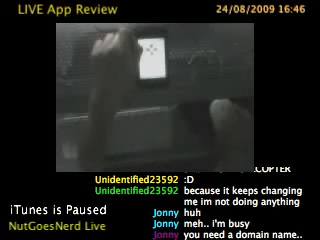 LIVE App Review
24/08/2009 16:46
COPTER
Unidentified23592 :D
Unidentified23592 because it keeps changing
me im not doing anything
iTunes is Paused
Jonny huh
Jonny meh.. i'm busy
NutGoesNerd Live
Jonny you need a domain name..